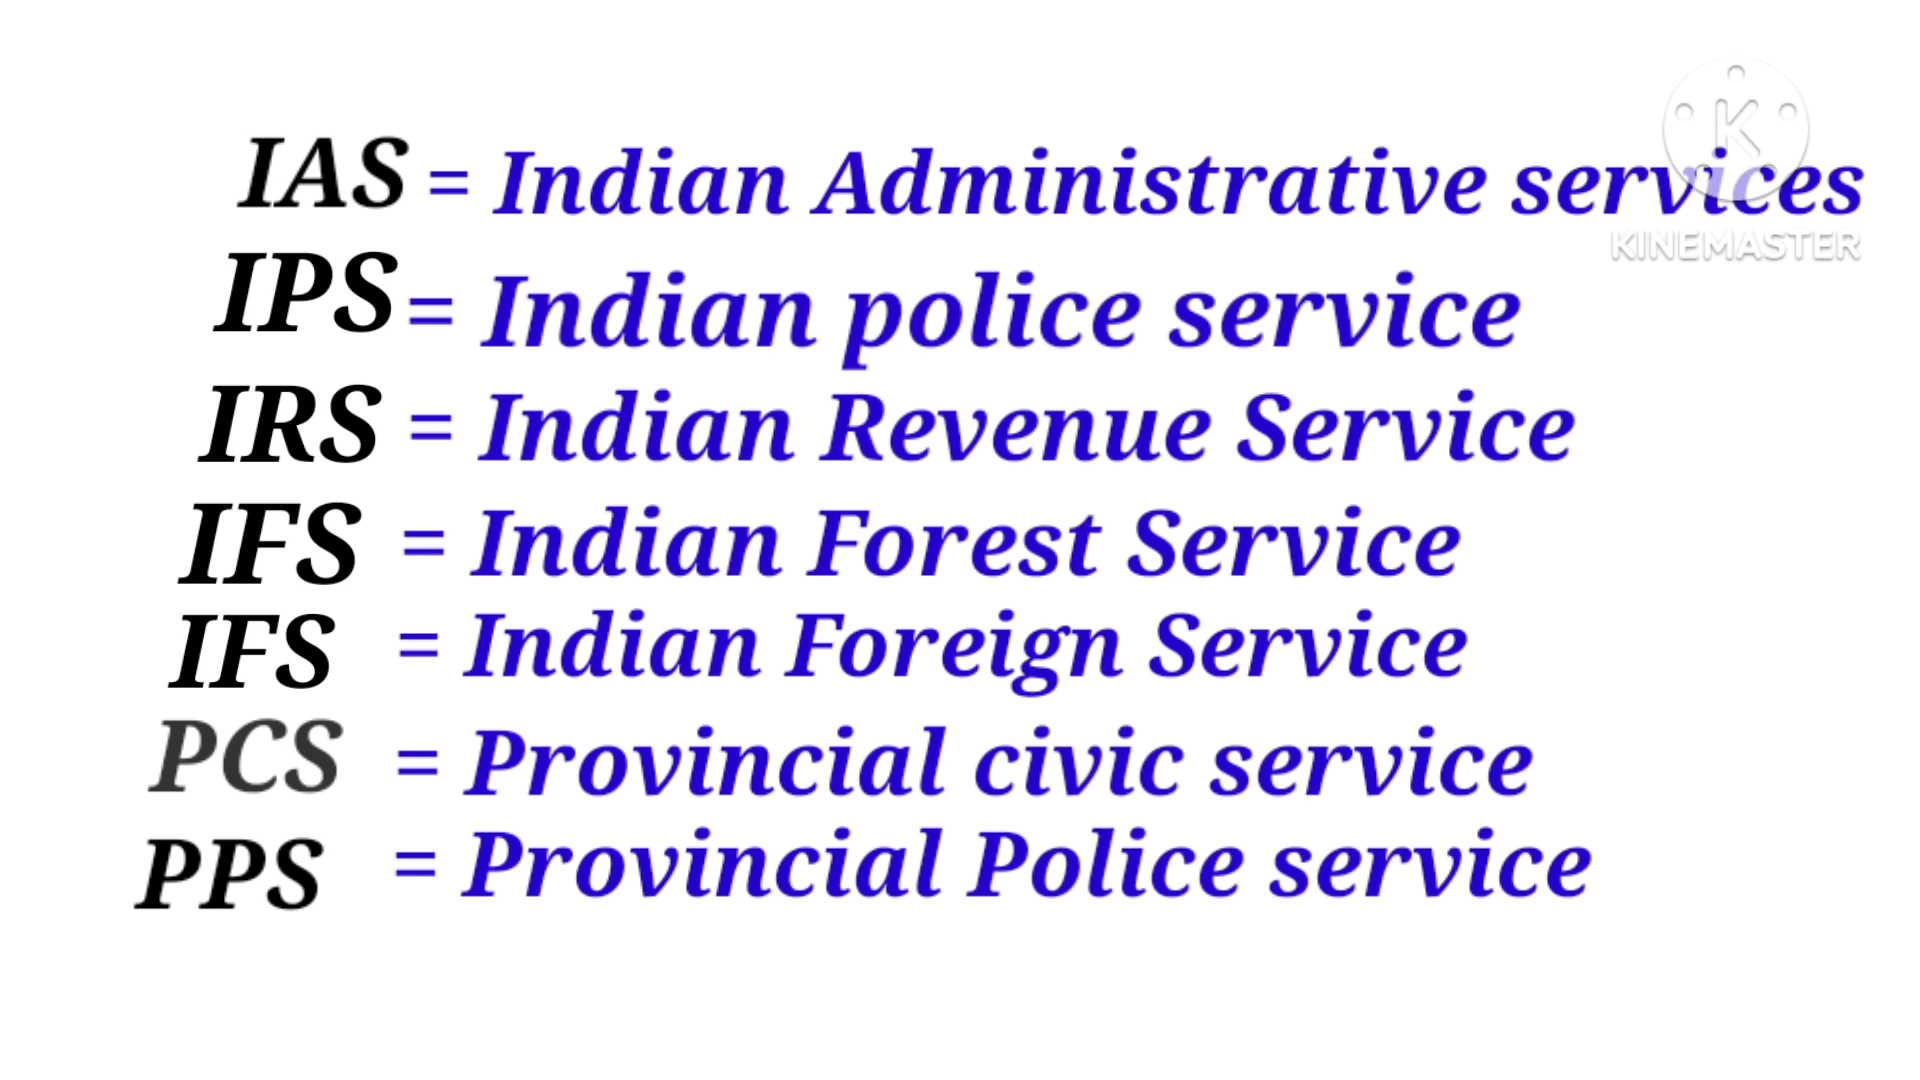 IAS = Indian Administrative services
KINEMASTER
IPS = Indian police service
IRS = Indian Revenue Service
IFS = Indian Forest Service
IFS = Indian Foreign Service
PCS = Provincial civic service
PPS = Provincial Police service